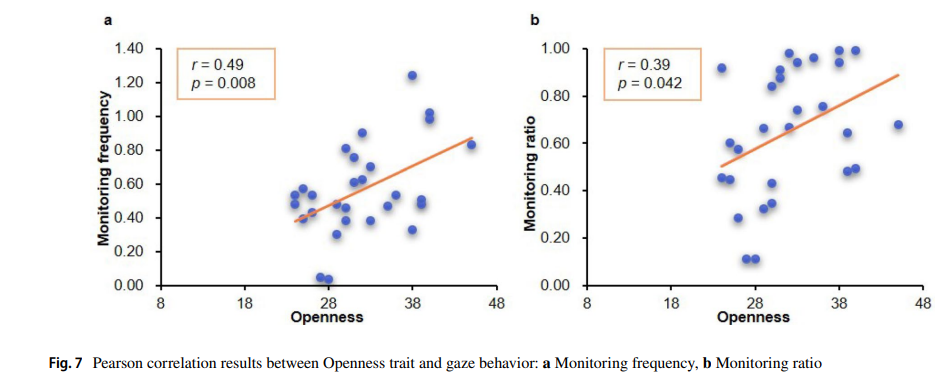 a
Monitoring frequency
1.40
1.20
1.00
0.80
0.60
0.40
0.20
0.00
r = 0.49
p = 0.008
8 18 28 38 48
Openness
b
Monitoring ratio
1.00
0.80
0.60
0.40
0.20
0.00
r = 0.39
p = 0.042
8 18 28 38 48
Openness
Fig. 7 Pearson correlation results between Openness trait and gaze behavior: a Monitoring frequency, b Monitoring ratio